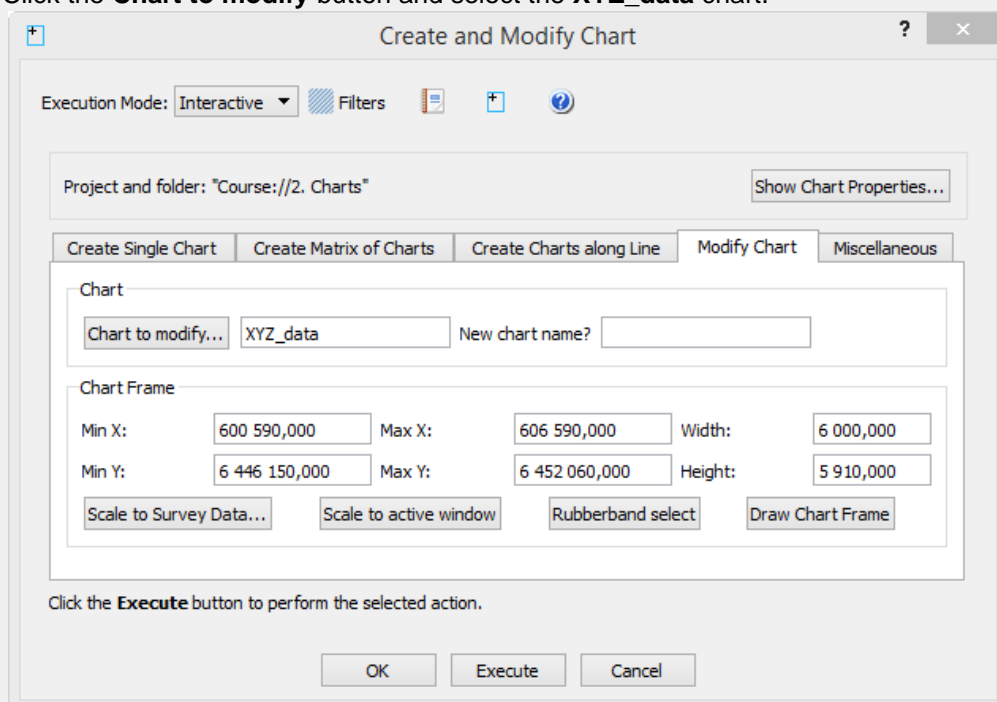 Click the Chart to modify button and select the XYZ_data chart.
Create and Modify Chart ?
Execution Mode: Interactive Filters
Project and folder: "Course://2. Charts" Show Chart Properties...
Create Single Chart Create Matrix of Charts Create Charts along Line Modify Chart Miscellaneous
Chart
Chart to modify... XYZ_data New chart name?
Chart Frame
Min X: 600 590,000 Max X: 606 590,000 Width: 6 000,000
Min Y: 6 446 150,000 Max Y: 6 452 060,000 Height: 5 910,000
Scale to Survey Data... Scale to active window Rubberband select Draw Chart Frame
Click the Execute button to perform the selected action.
OK Execute Cancel